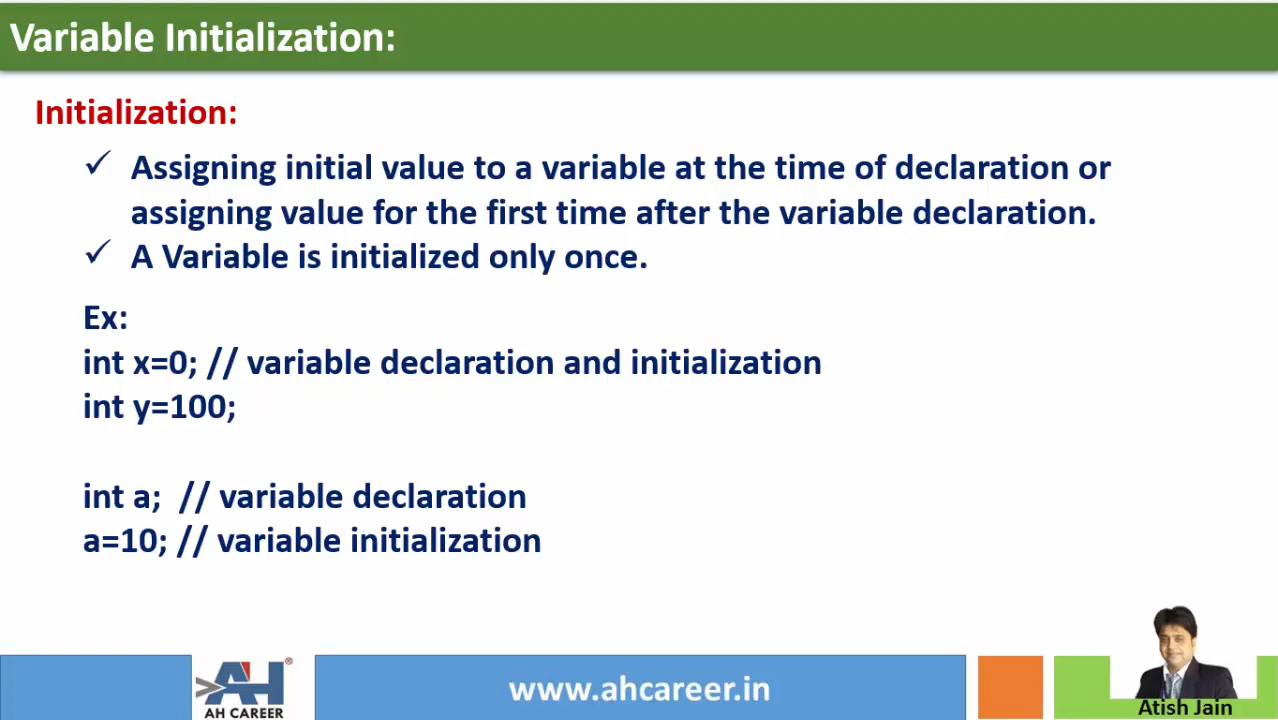 Variable Initialization:
Initialization:
✓ Assigning initial value to a variable at the time of declaration or
assigning value for the first time after the variable declaration.
✓ A Variable is initialized only once.
Ex:
int x=0; // variable declaration and initialization
int y=100;
int a;  // variable declaration
a=10; // variable initialization
AH
®
AH CAREER
www.ahcareer.in
Atish Jain